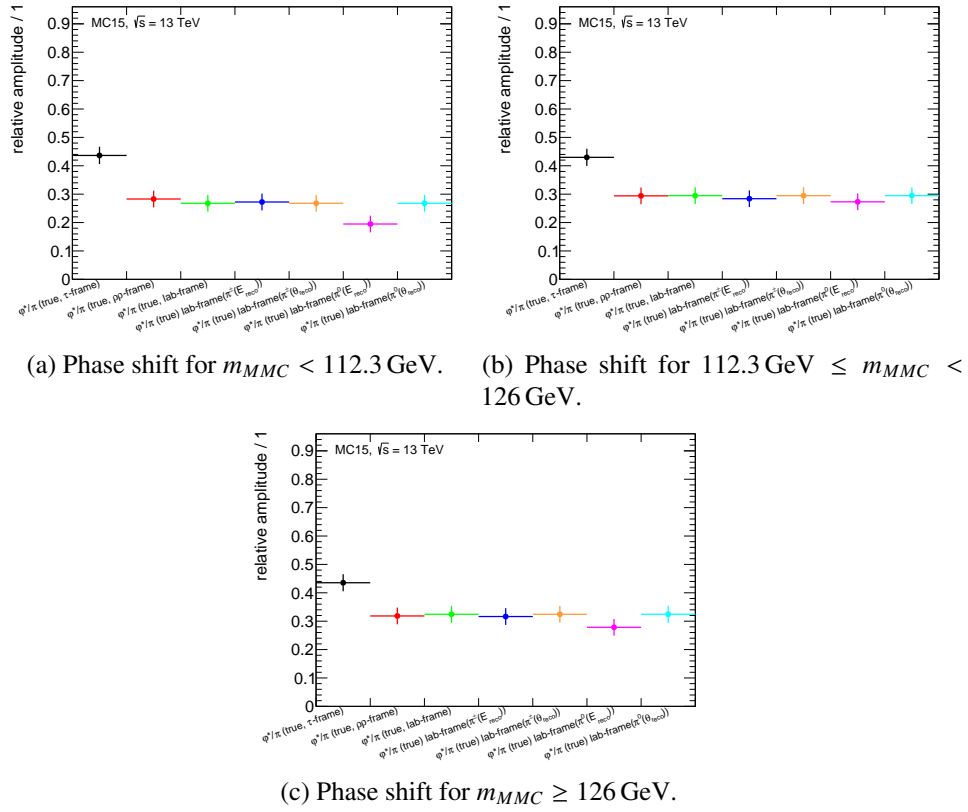 0.9
0.8
0.7
0.6
0.5
0.4
0.3
0.2
0.1
0
relative amplitude / 1
MC15, √s = 13 TeV
φ*/π (true, τ-frame)
φ*/π (true, ρρ-frame)
φ*/π (true, lab-frame)
φ*/π (true) lab-frame(π±(E_reco))
φ*/π (true) lab-frame(π±(θ_reco))
φ*/π (true) lab-frame(π⁰(E_reco))
φ*/π (true) lab-frame(π⁰(θ_reco))
(a) Phase shift for m_MMC < 112.3 GeV.
0.9
0.8
0.7
0.6
0.5
0.4
0.3
0.2
0.1
0
relative amplitude / 1
MC15, √s = 13 TeV
φ*/π (true, τ-frame)
φ*/π (true, ρρ-frame)
φ*/π (true, lab-frame)
φ*/π (true) lab-frame(π±(E_reco))
φ*/π (true) lab-frame(π±(θ_reco))
φ*/π (true) lab-frame(π⁰(E_reco))
φ*/π (true) lab-frame(π⁰(θ_reco))
(b) Phase shift for 112.3 GeV ≤ m_MMC <
126 GeV.
0.9
0.8
0.7
0.6
0.5
0.4
0.3
0.2
0.1
0
relative amplitude / 1
MC15, √s = 13 TeV
φ*/π (true, τ-frame)
φ*/π (true, ρρ-frame)
φ*/π (true, lab-frame)
φ*/π (true) lab-frame(π±(E_reco))
φ*/π (true) lab-frame(π±(θ_reco))
φ*/π (true) lab-frame(π⁰(E_reco))
φ*/π (true) lab-frame(π⁰(θ_reco))
(c) Phase shift for m_MMC ≥ 126 GeV.